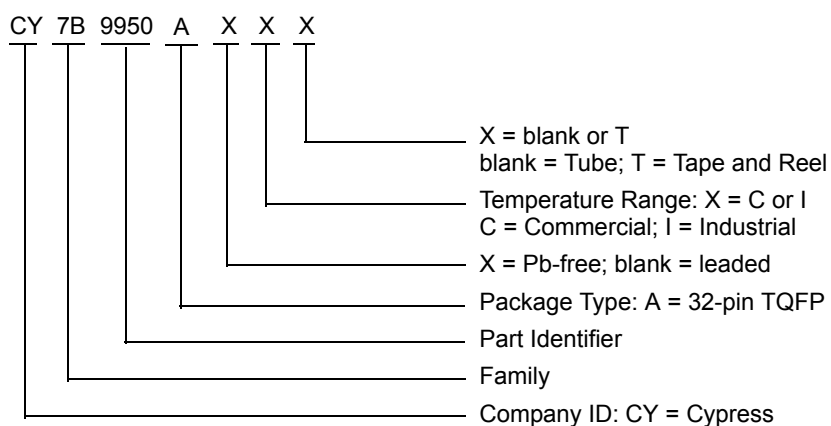 CY 7B 9950 A X X X
X = blank or T
blank = Tube; T = Tape and Reel
Temperature Range: X = C or I
C = Commercial; I = Industrial
X = Pb-free; blank = leaded
Package Type: A = 32-pin TQFP
Part Identifier
Family
Company ID: CY = Cypress